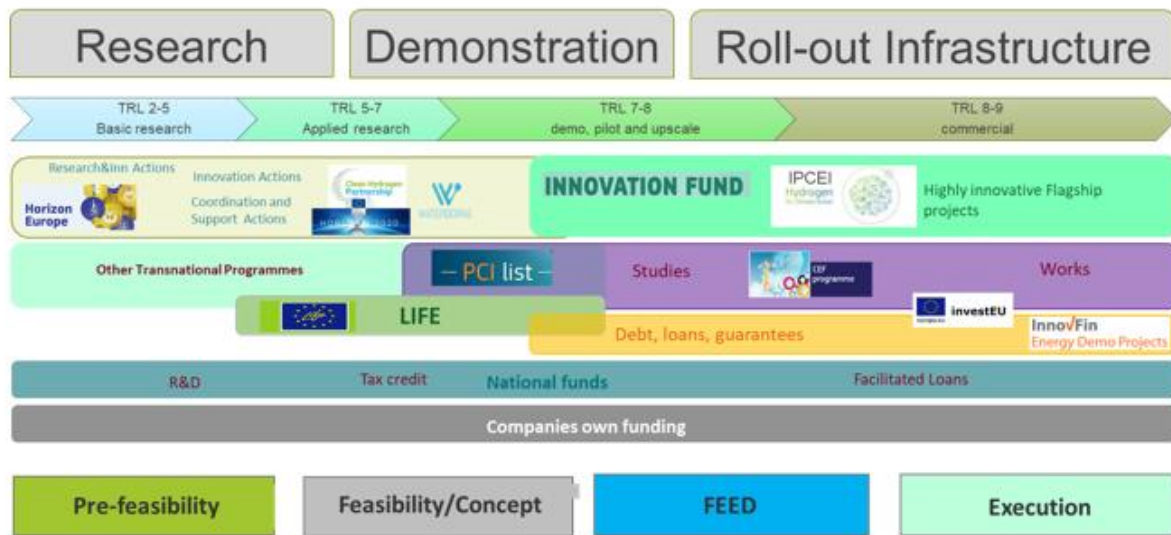 Research
Demonstration
Roll-out Infrastructure
TRL 2-5
Basic research
TRL 5-7
Applied research
TRL 7-8
demo, pilot and upscale
TRL 8-9
commercial
Research&Inn Actions
Horizon
Europe
Innovation Actions
Coordination and
Support Actions
Clean Hydrogen
Partnership
INNOVATION FUND
IPCEI
Hydrogen
Highly innovative Flagship
projects
Other Transnational Programmes
– PCI list –
Studies
CEF
programme
Works
LIFE
Debt, loans, guarantees
investEU
InnovFin
Energy Demo Projects
R&D
Tax credit
National funds
Facilitated Loans
Companies own funding
Pre-feasibility
Feasibility/Concept
FEED
Execution